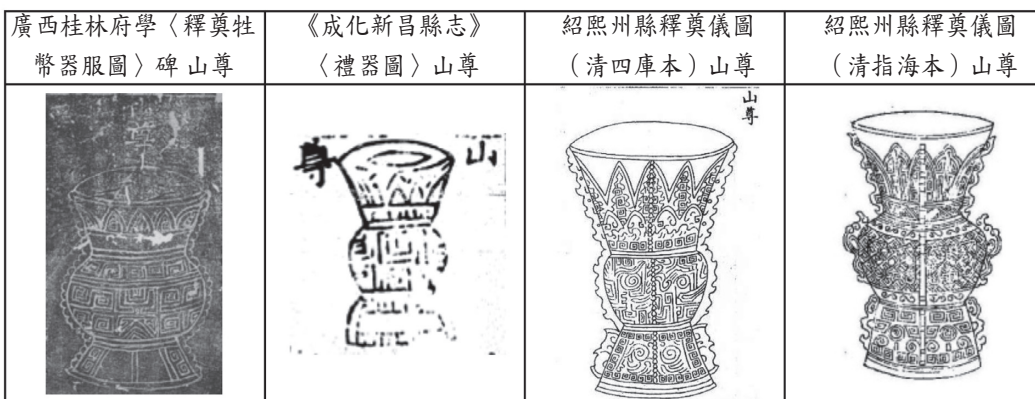 廣西桂林府學〈釋奠牲
幣器服圖〉碑 山尊
《成化新昌縣志》
〈禮器圖〉山尊
紹熙州縣釋奠儀圖
（清四庫本）山尊
紹熙州縣釋奠儀圖
（清指海本）山尊
尊
山
山尊